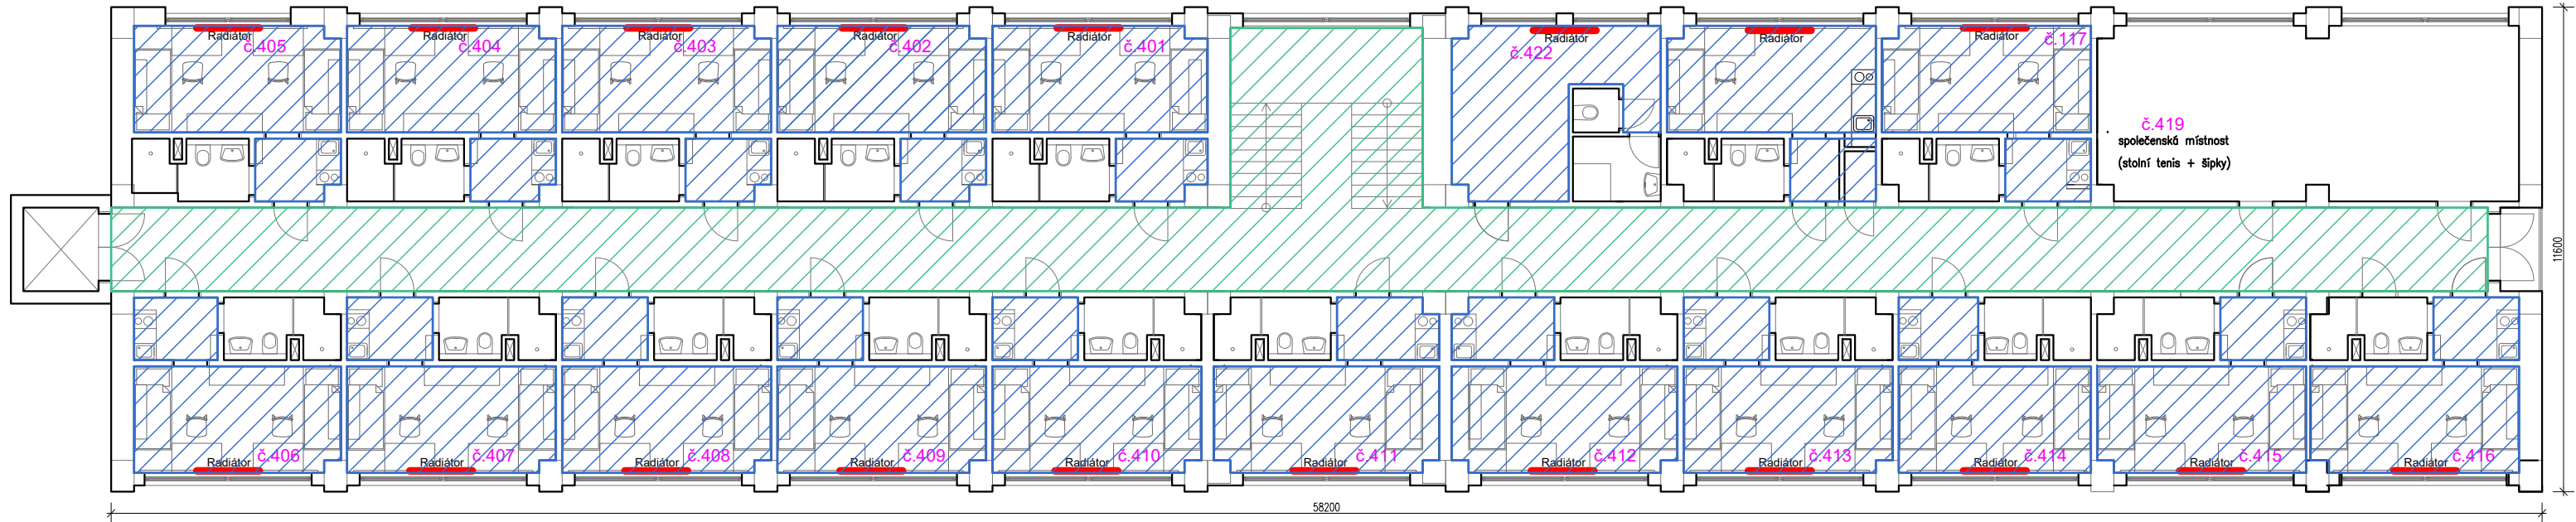 Radiátor
č.405
Radiátor
č.404
Radiátor
č.403
Radiátor
č.402
Radiátor
č.401
Radiátor
č.422
Radiátor
Radiátor
č.117
č.419
společenská místnost
(stolní tenis + šipky)
11600
Radiátor
č.406
Radiátor
č.407
Radiátor
č.408
Radiátor
č.409
Radiátor
č.410
Radiátor
č.411
Radiátor
č.412
Radiátor
č.413
Radiátor
č.414
Radiátor
č.415
Radiátor
č.416
58200